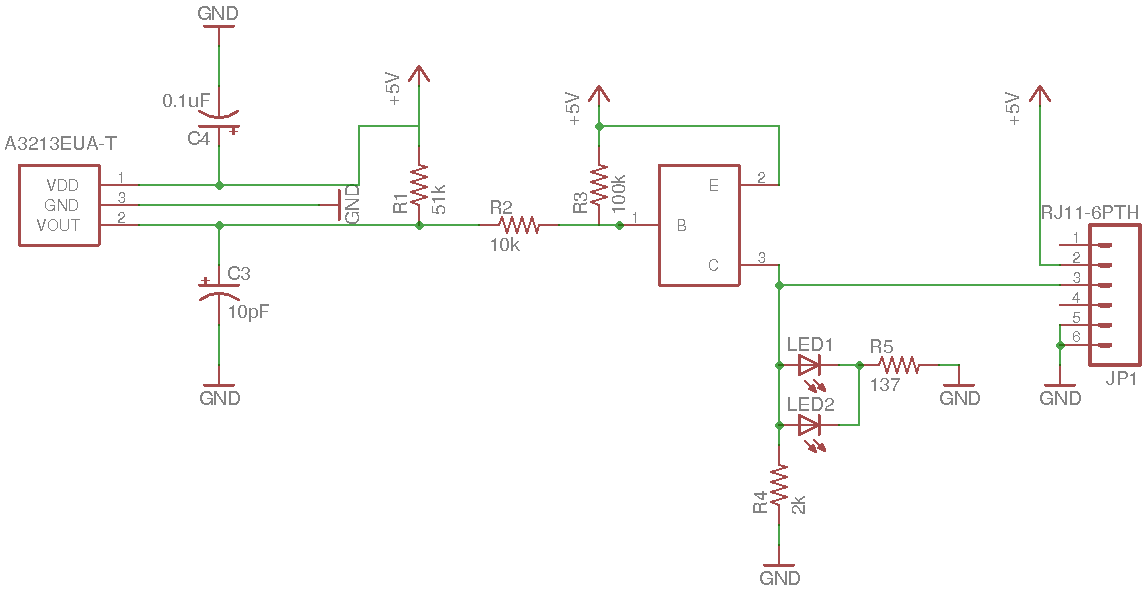 GND
0.1uF
C4
A3213EUA-T
VDD
1
GND
3
VOUT
2
GND
C3
10pF
GND
+5V
R1
51k
R2
10k
+5V
R3
100k
1
B
E
2
C
3
LED1
LED2
R5
137
GND
R4
2k
GND
+5V
RJ11-6PTH
1
2
3
4
5
6
JP1
GND